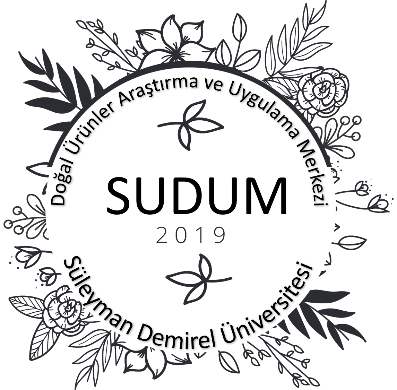 Doğal Ürünler Araştırma ve Uygulama Merkezi
SUDUM
2019
Süleyman Demirel Üniversitesi